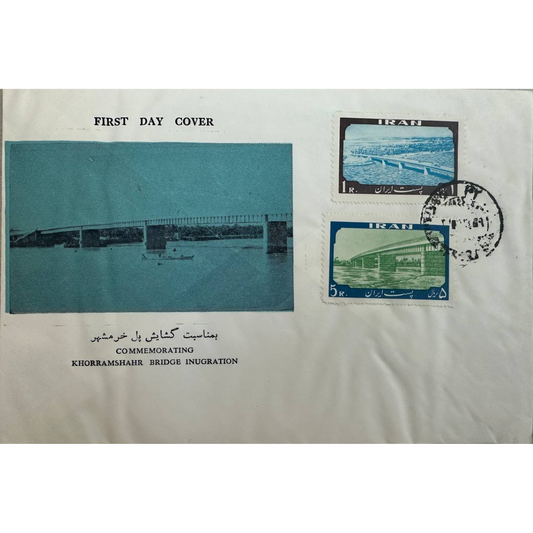 FIRST DAY COVER
IRAN
1 R. پست ایران
IRAN
5 R. پست ایران ۵ ریال
بمناسبت گشایش پل خرمشهر
COMMEMORATING
KHORRAMSHAHR BRIDGE INUGRATION